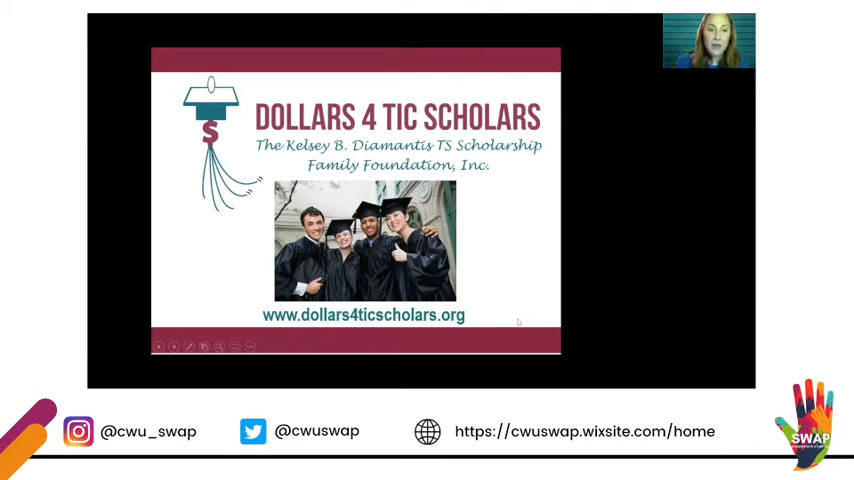 DOLLARS 4 TIC SCHOLARS
The Kelsey B. Diamantis TS Scholarship
Family Foundation, Inc.
S
www.dollars4ticscholars.org
@cwu_swap
@cwuswap
https://cwuswap.wixsite.com/home
SWAP